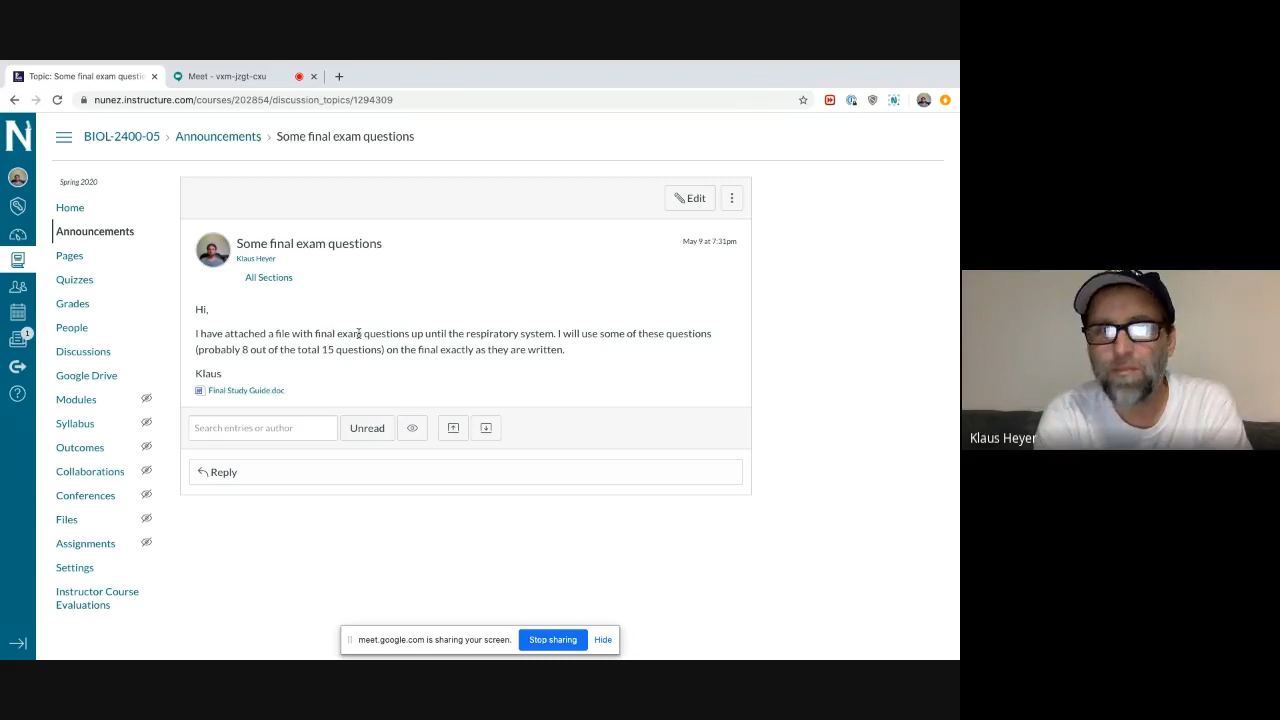 Topic: Some final exam questic
Meet - vxm-jzgt-cxu
nunez.instructure.com/courses/202854/discussion_topics/1294309
N
BIOL-2400-05 › Announcements › Some final exam questions
Spring 2020
Home
Announcements
Pages
Quizzes
Grades
People
Discussions
Google Drive
Modules
Syllabus
Outcomes
Collaborations
Conferences
Files
Assignments
Settings
Instructor Course
Evaluations
1
Edit
Some final exam questions
May 9 at 7:31pm
Klaus Heyer
All Sections
Hi,
I have attached a file with final exam questions up until the respiratory system. I will use some of these questions
(probably 8 out of the total 15 questions) on the final exactly as they are written.
Klaus
Final Study Guide.doc
Search entries or author
Unread
Reply
meet.google.com is sharing your screen.
Stop sharing
Hide
Klaus Heyer